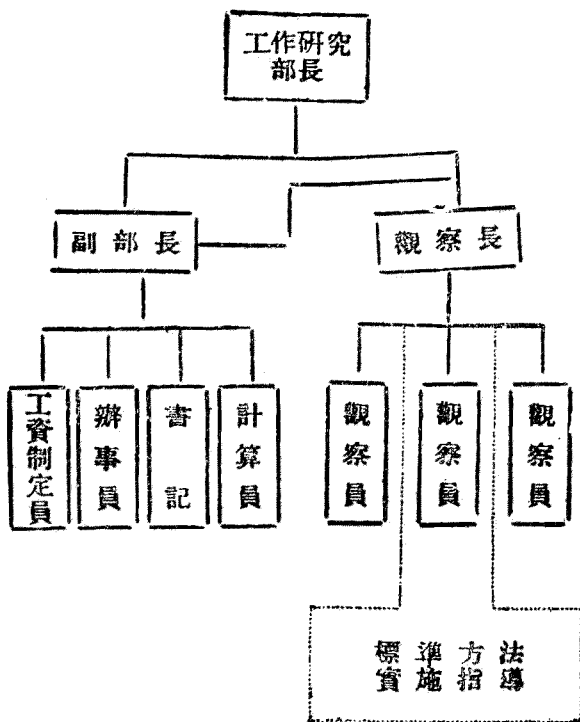 工作研究
部長
副部長
觀察長
工資制定員
辦事員
書記
計算員
觀察員
觀察員
觀察員
標準方法
實施指導